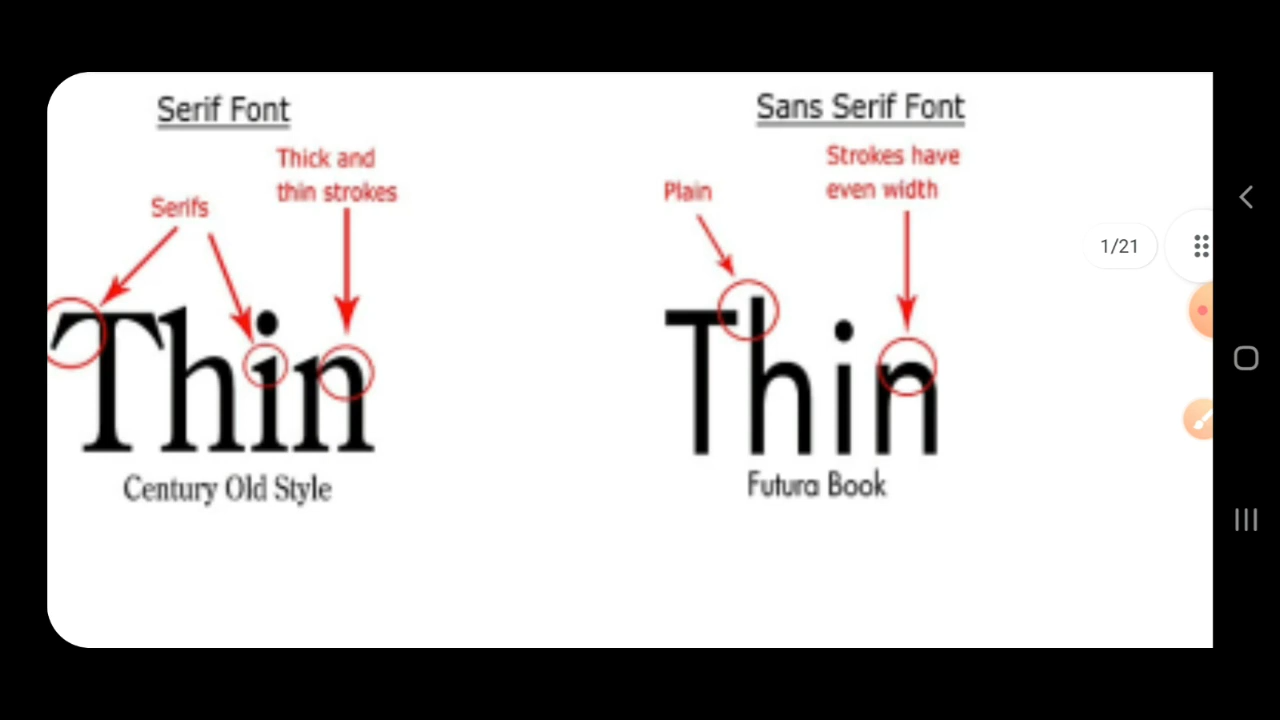 Serif Font
Thick and
thin strokes
Serifs
Thin
Century Old Style
Sans Serif Font
Strokes have
even width
Plain
Thin
Futura Book
1/21